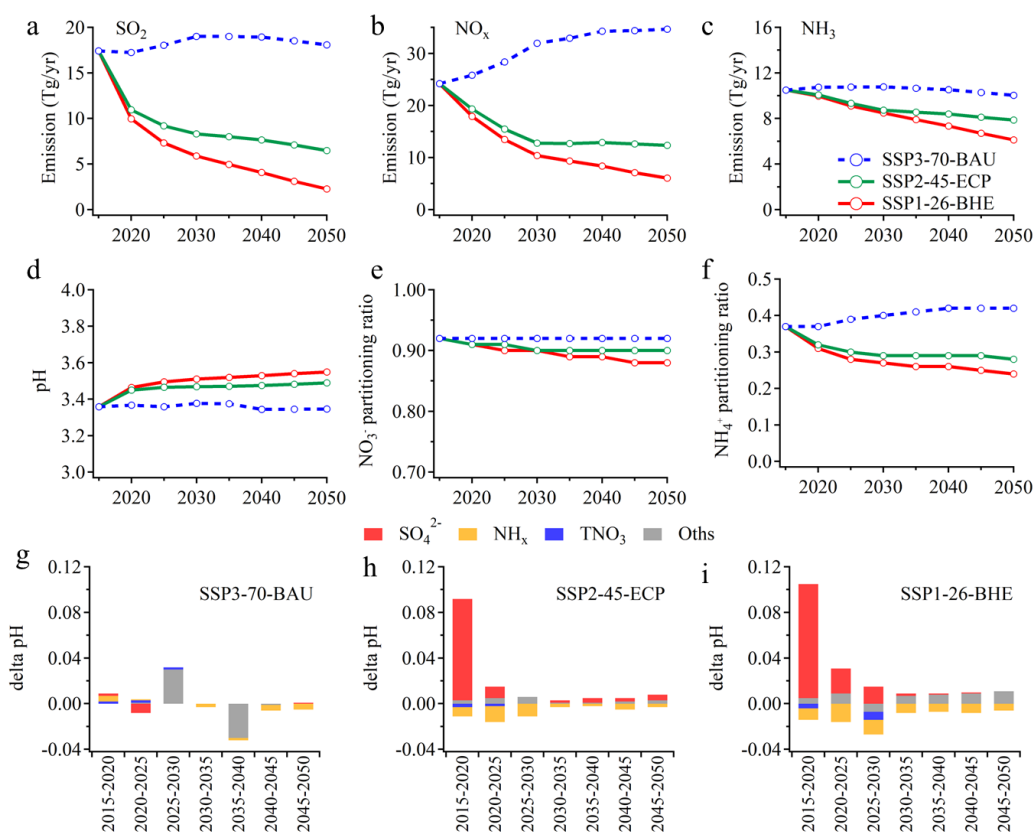 a SO₂
b NOₓ
c NH₃
Emission (Tg/yr)
20
15
10
5
0
2020 2030 2040 2050
Emission (Tg/yr)
30
20
10
0
2020 2030 2040 2050
Emission (Tg/yr)
16
12
8
4
0
SSP3-70-BAU
SSP2-45-ECP
SSP1-26-BHE
2020 2030 2040 2050
d
pH
4.0
3.8
3.6
3.4
3.2
3.0
2020 2030 2040 2050
e
NO₃⁻ partitioning ratio
1.00
0.90
0.80
0.70
2020 2030 2040 2050
f
NH₄⁺ partitioning ratio
0.5
0.4
0.3
0.2
0.1
0.0
2020 2030 2040 2050
SO₄²⁻ NHₓ TNO₃ Oths
g
SSP3-70-BAU
delta pH
0.12
0.08
0.04
0.00
-0.04
2015-2020
2020-2025
2025-2030
2030-2035
2035-2040
2040-2045
2045-2050
h
SSP2-45-ECP
delta pH
0.12
0.08
0.04
0.00
-0.04
2015-2020
2020-2025
2025-2030
2030-2035
2035-2040
2040-2045
2045-2050
i
SSP1-26-BHE
delta pH
0.12
0.08
0.04
0.00
-0.04
2015-2020
2020-2025
2025-2030
2030-2035
2035-2040
2040-2045
2045-2050